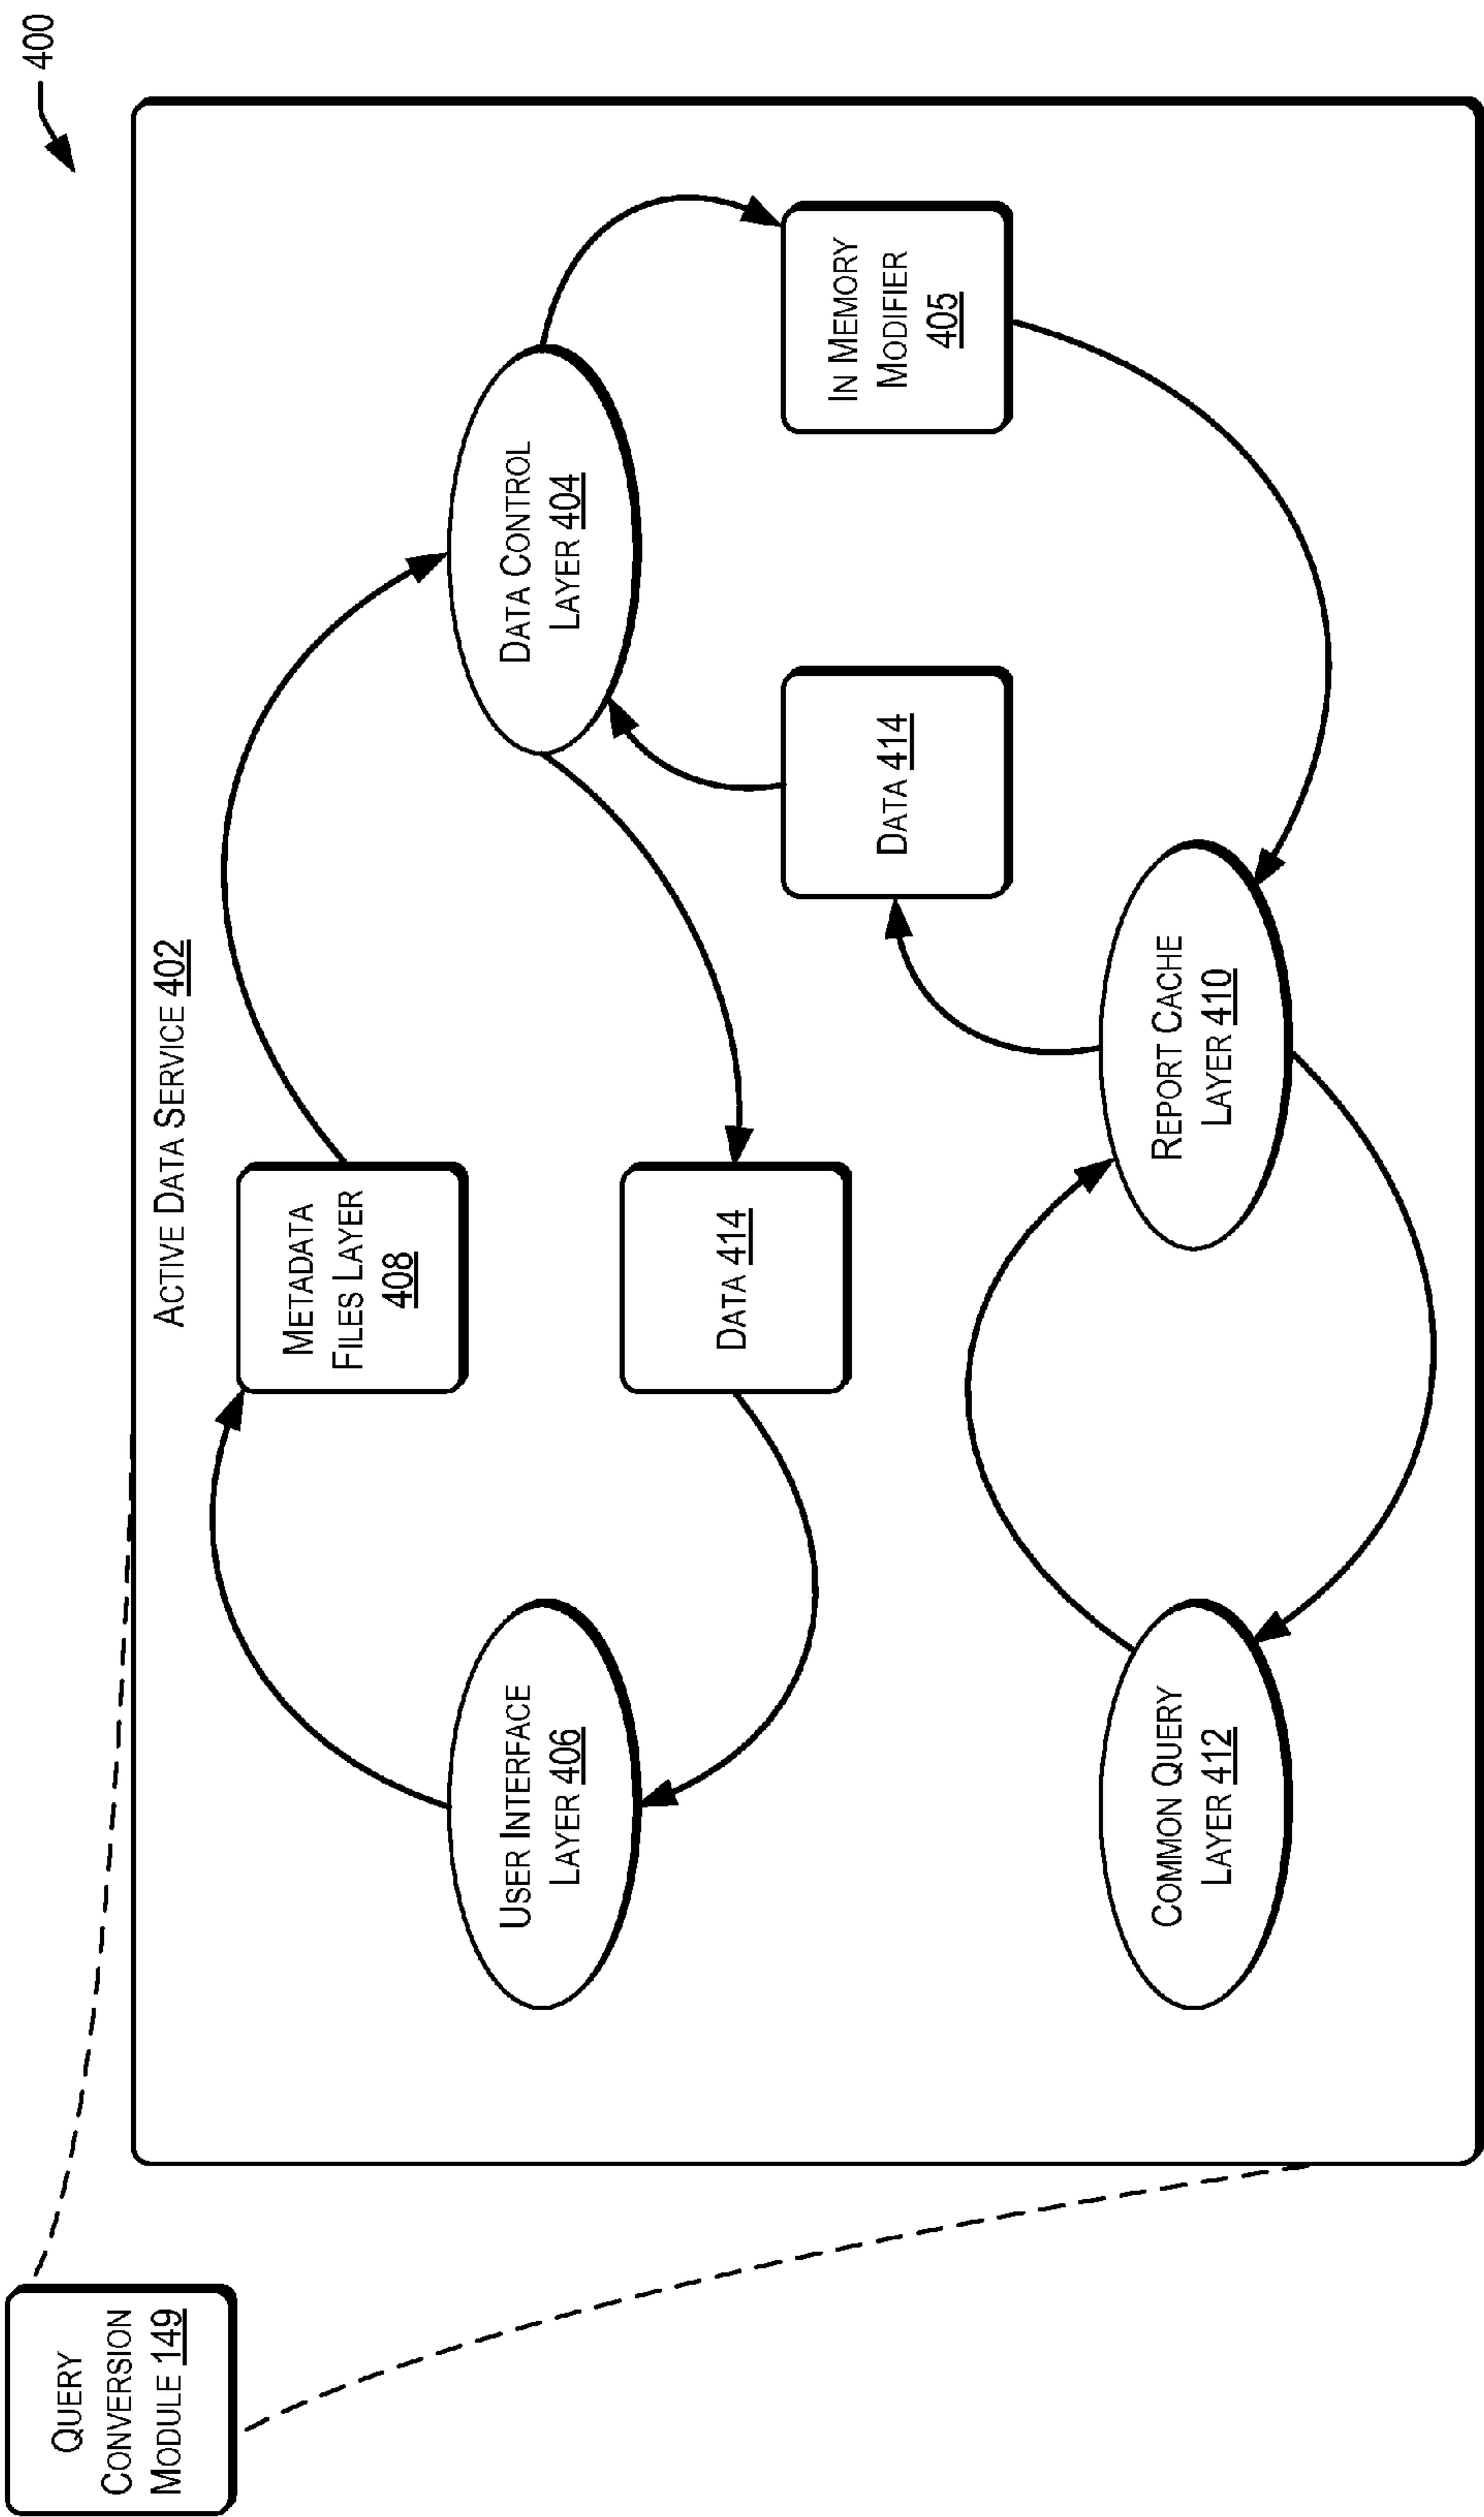 400
QUERY
CONVERSION
MODULE 149
ACTIVE DATA SERVICE 402
METADATA
FILES LAYER
408
USER INTERFACE
LAYER 406
DATA CONTROL
LAYER 404
DATA 414
DATA 414
IN MEMORY
MODIFIER
405
COMMON QUERY
LAYER 412
REPORT CACHE
LAYER 410